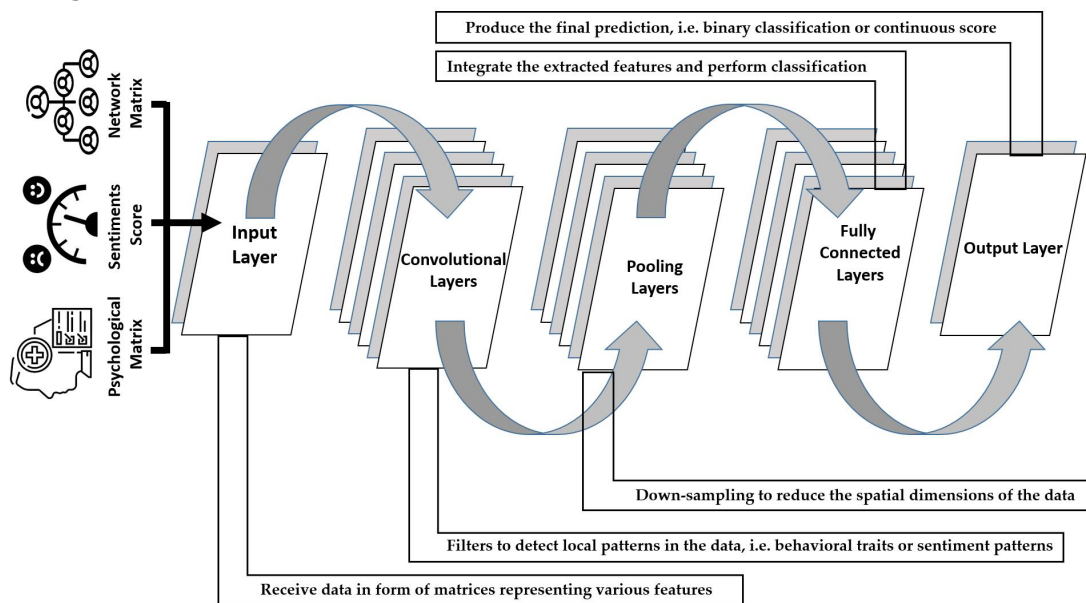 Produce the final prediction, i.e. binary classification or continuous score
Integrate the extracted features and perform classification
Network
Matrix
Sentiments
Score
Psychological
Matrix
Input
Layer
Convolutional
Layers
Pooling
Layers
Fully
Connected
Layers
Output Layer
Down-sampling to reduce the spatial dimensions of the data
Filters to detect local patterns in the data, i.e. behavioral traits or sentiment patterns
Receive data in form of matrices representing various features